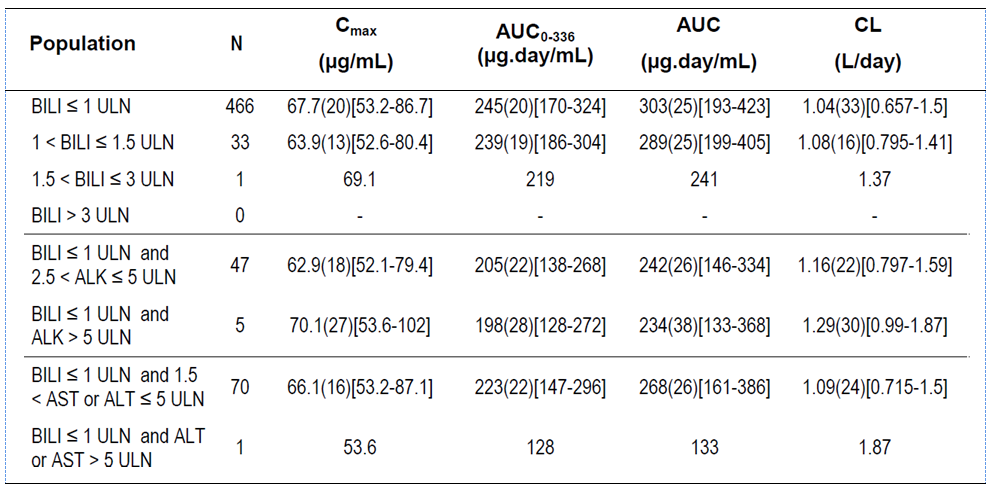 Population N Cmax (µg/mL) AUC0-336 (µg.day/mL) AUC (µg.day/mL) CL (L/day)
BILI ≤ 1 ULN 466 67.7(20)[53.2-86.7] 245(20)[170-324] 303(25)[193-423] 1.04(33)[0.657-1.5]
1 < BILI ≤ 1.5 ULN 33 63.9(13)[52.6-80.4] 239(19)[186-304] 289(25)[199-405] 1.08(16)[0.795-1.41]
1.5 < BILI ≤ 3 ULN 1 69.1 219 241 1.37
BILI > 3 ULN 0 - - - -
BILI ≤ 1 ULN and
2.5 < ALK ≤ 5 ULN 47 62.9(18)[52.1-79.4] 205(22)[138-268] 242(26)[146-334] 1.16(22)[0.797-1.59]
BILI ≤ 1 ULN and
ALK > 5 ULN 5 70.1(27)[53.6-102] 198(28)[128-272] 234(38)[133-368] 1.29(30)[0.99-1.87]
BILI ≤ 1 ULN and 1.5
< AST or ALT ≤ 5 ULN 70 66.1(16)[53.2-87.1] 223(22)[147-296] 268(26)[161-386] 1.09(24)[0.715-1.5]
BILI ≤ 1 ULN and ALT
or AST > 5 ULN 1 53.6 128 133 1.87